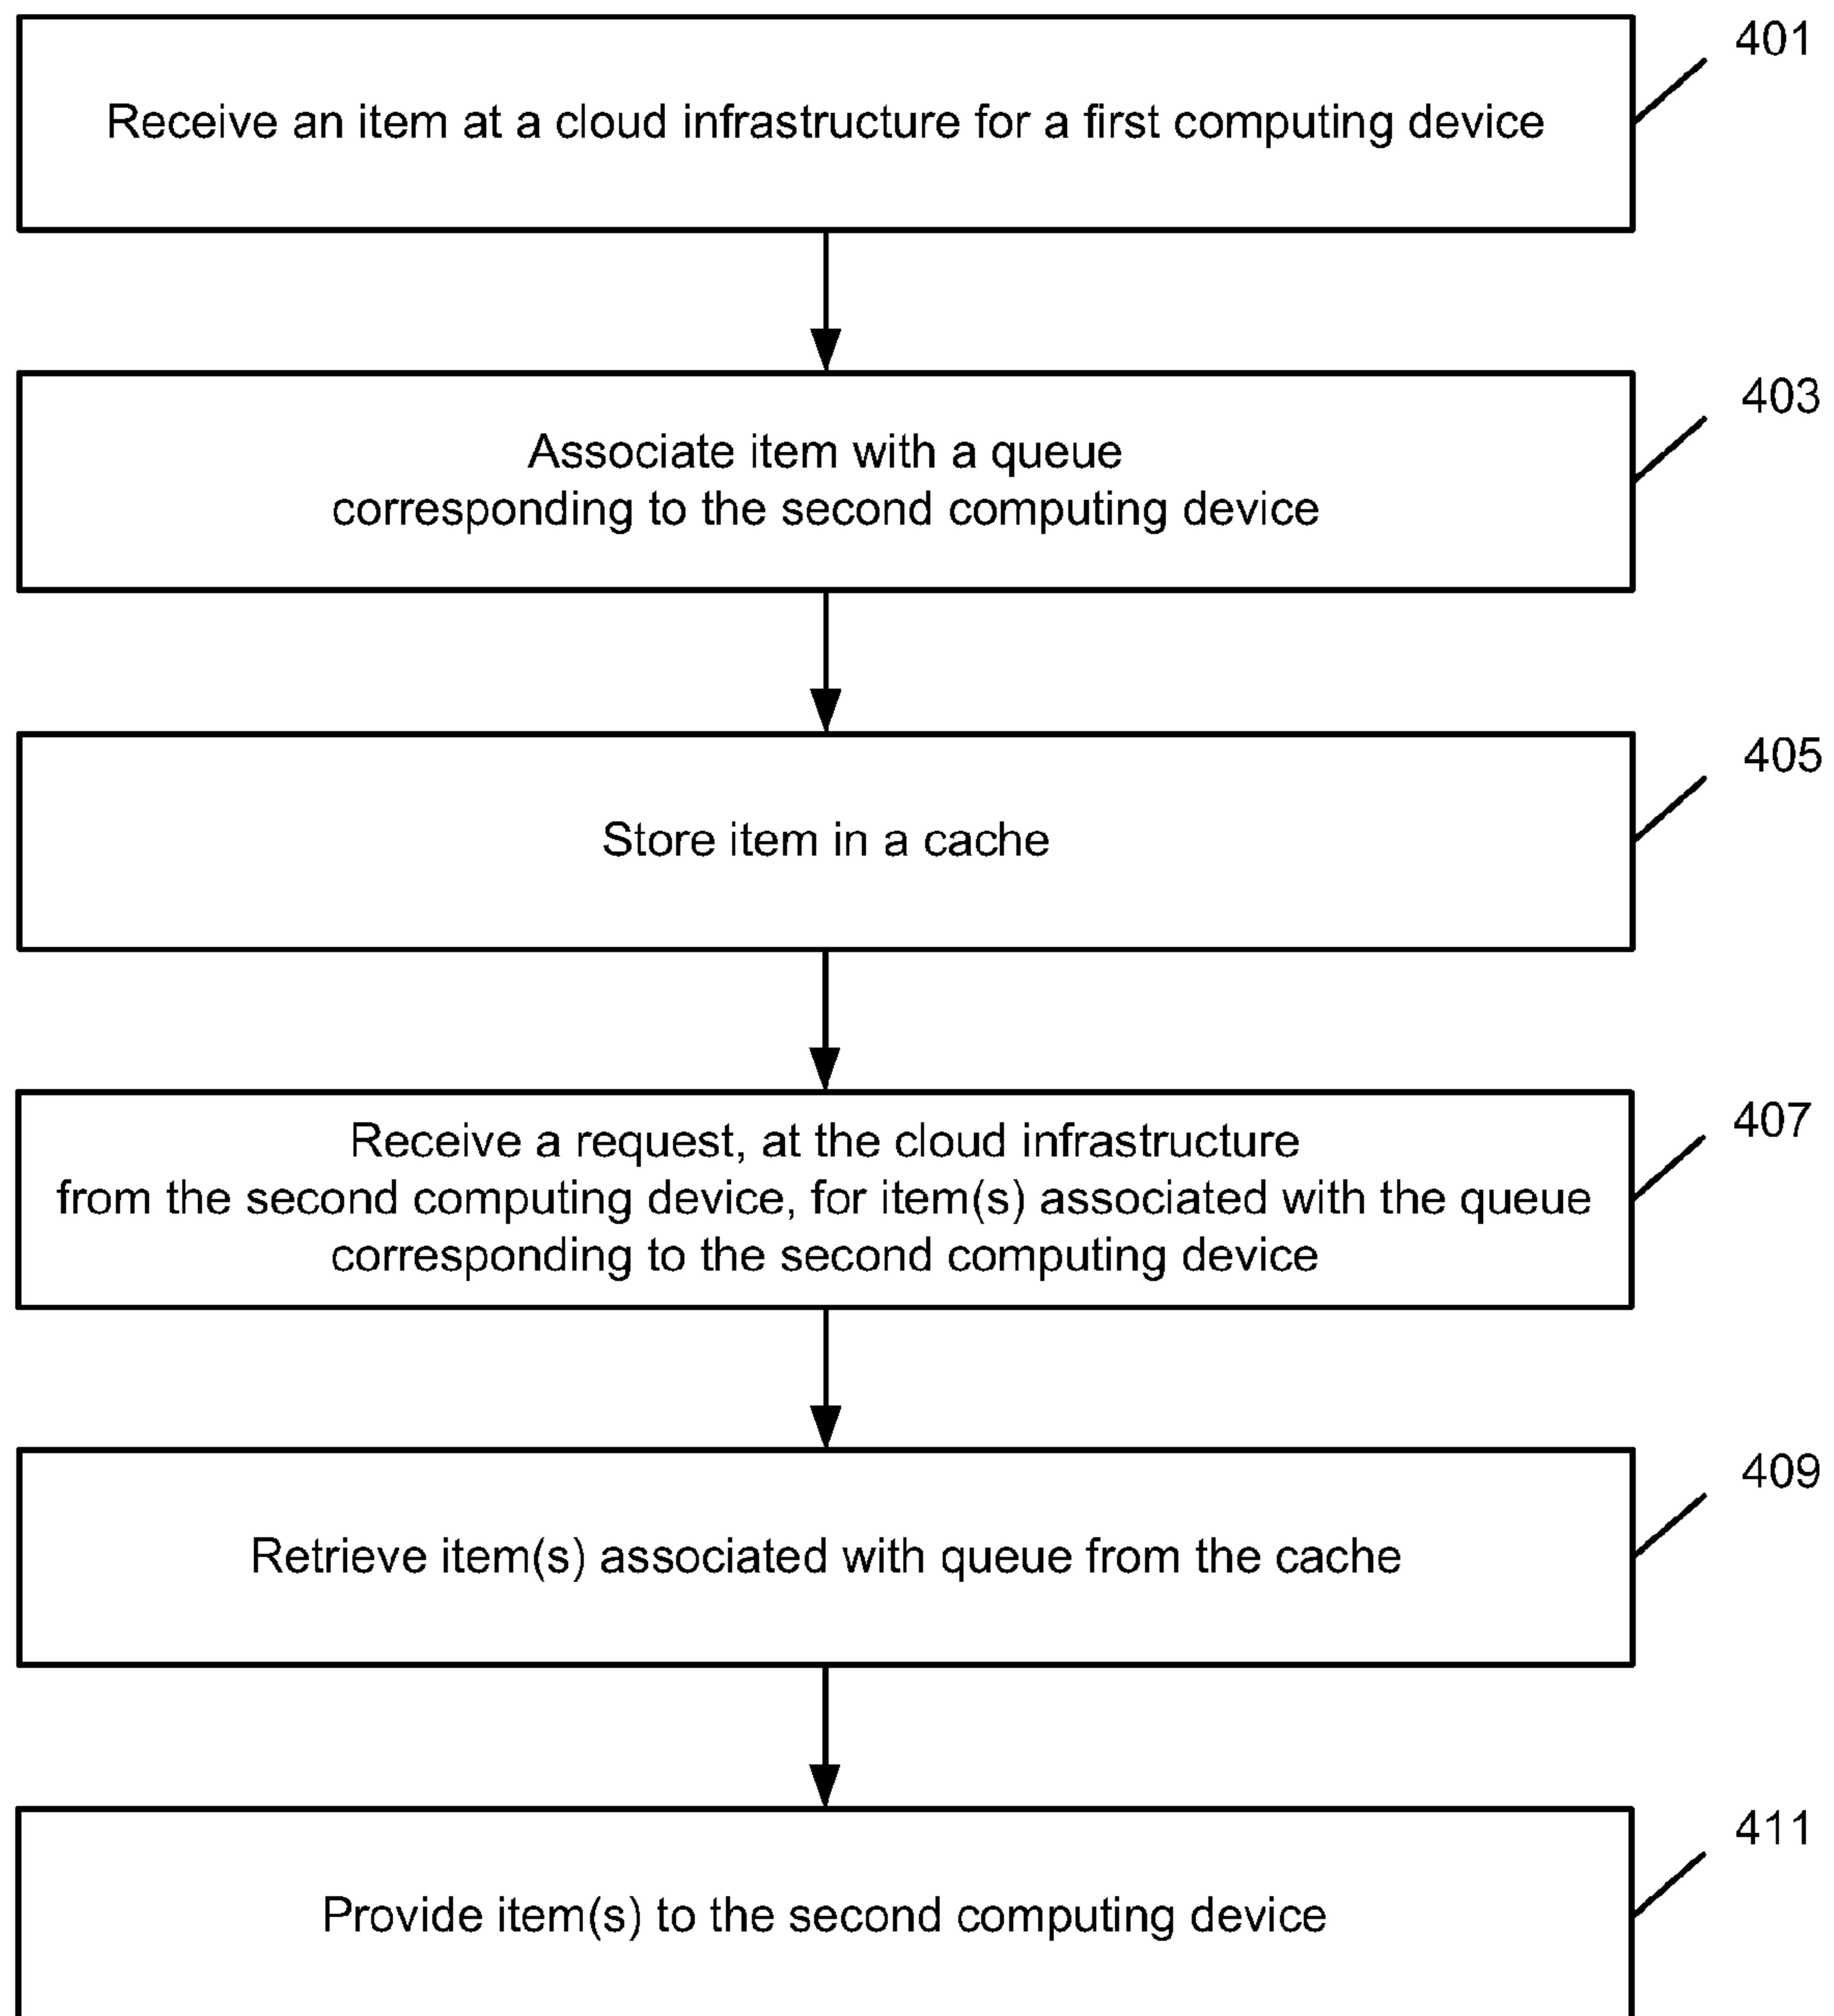 401
Receive an item at a cloud infrastructure for a first computing device
403
Associate item with a queue
corresponding to the second computing device
405
Store item in a cache
407
Receive a request, at the cloud infrastructure
from the second computing device, for item(s) associated with the queue
corresponding to the second computing device
409
Retrieve item(s) associated with queue from the cache
411
Provide item(s) to the second computing device